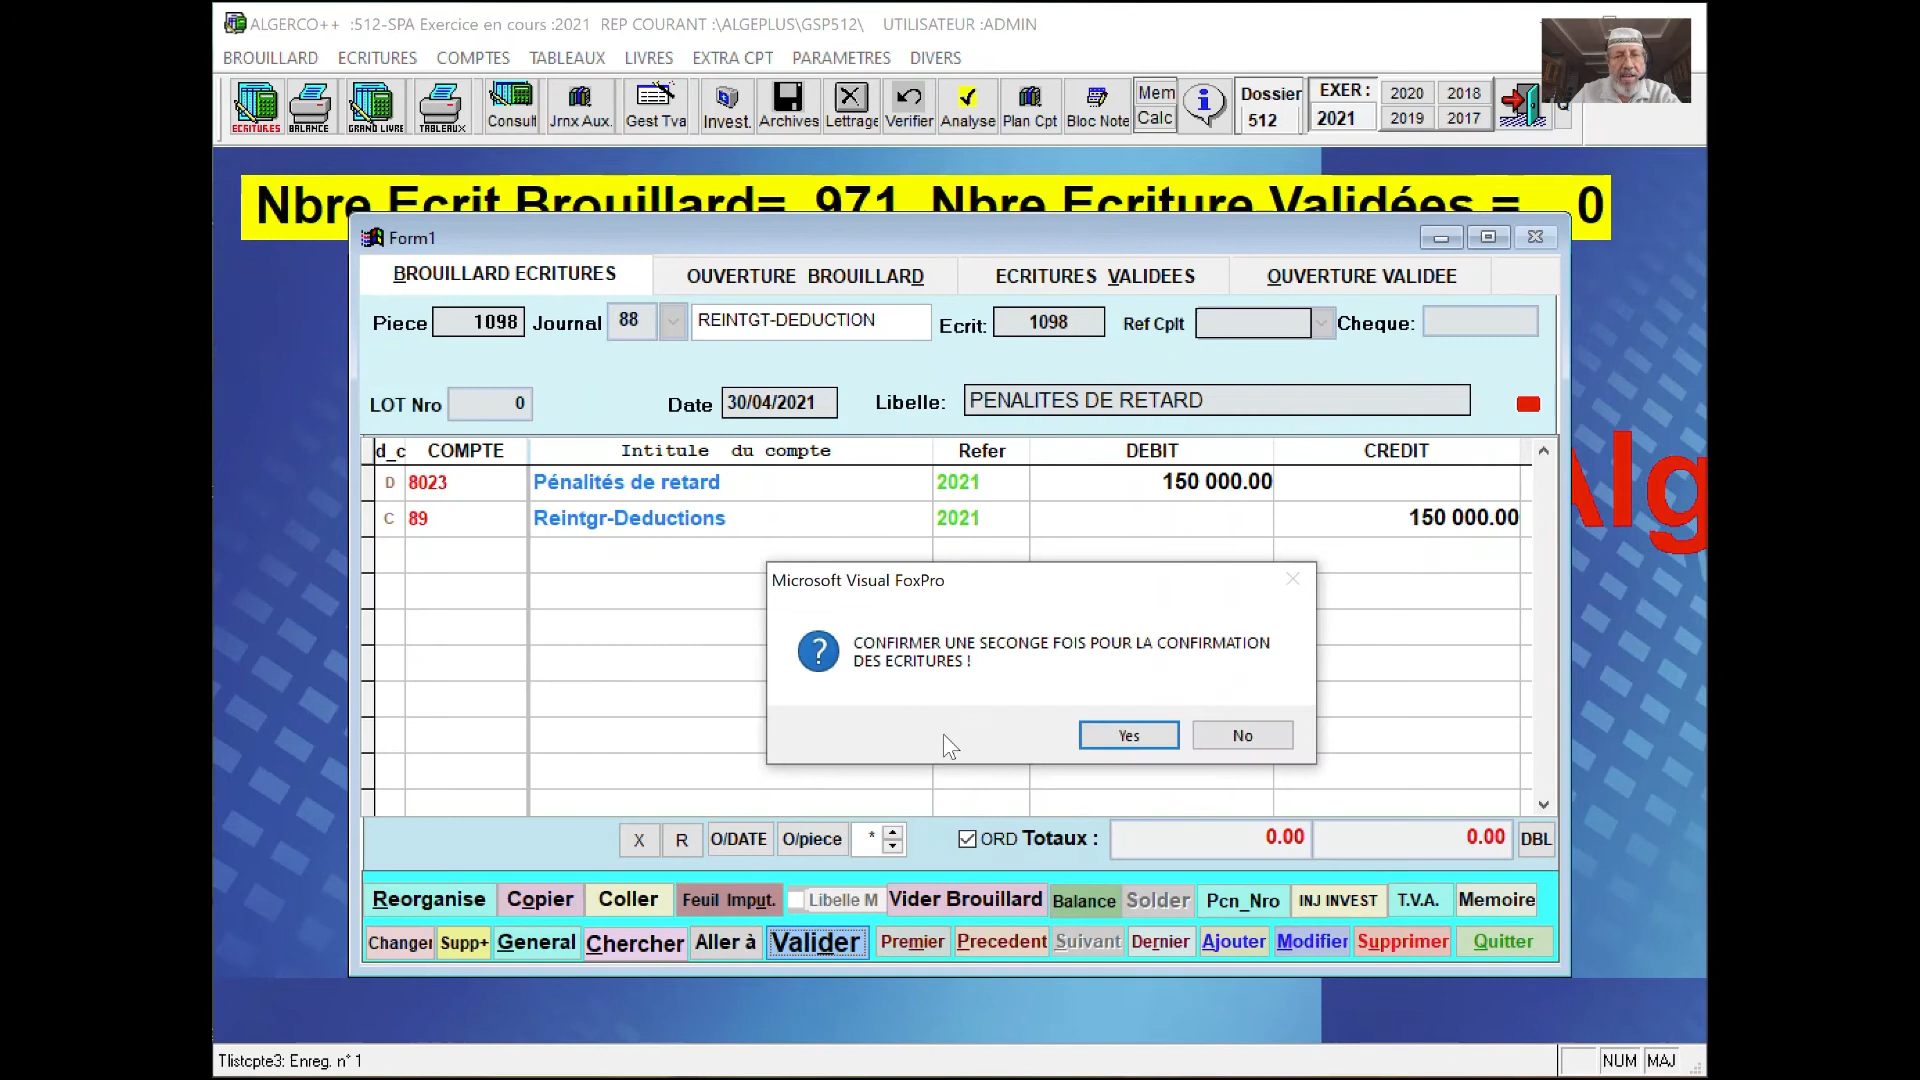 ALGERCO++ :512-SPA Exercice en cours :2021 REP COURANT :\ALGEPLUS\GSP512\ UTILISATEUR :ADMIN
BROUILLARD ECRITURES COMPTES TABLEAUX LIVRES EXTRA CPT PARAMETRES DIVERS
ECRITURES BALANCE GRAND LIVRE TABLEAUX Consult Jrnx Aux. Gest Tva Invest. Archives Lettrage Verifier Analyse Plan Cpt Bloc Note Mem Calc Dossier 512 EXER : 2021 2020 2018 2019 2017
Nbre Ecrit Brouillard= 971 Nbre Ecriture Validées = 0
Form1
BROUILLARD ECRITURES OUVERTURE BROUILLARD ECRITURES VALIDEES OUVERTURE VALIDEE
Piece 1098 Journal 88 REINTGT-DEDUCTION Ecrit: 1098 Ref Cplt Cheque:
LOT Nro 0 Date 30/04/2021 Libelle: PENALITES DE RETARD
d_c COMPTE Intitule du compte Refer DEBIT CREDIT
D 8023 Pénalités de retard 2021 150 000.00
C 89 Reintgr-Deductions 2021 150 000.00
Alg
Microsoft Visual FoxPro
CONFIRMER UNE SECONGE FOIS POUR LA CONFIRMATION
DES ECRITURES !
Yes No
X R O/DATE O/piece * ORD Totaux : 0.00 0.00 DBL
Reorganise Copier Coller Feuil Imput. Libelle M Vider Brouillard Balance Solder Pcn_Nro INJ INVEST T.V.A. Memoire
Changer Supp+ General Chercher Aller à Valider Premier Precedent Suivant Dernier Ajouter Modifier Supprimer Quitter
Tlistcpte3: Enreg. n° 1 NUM MAJ